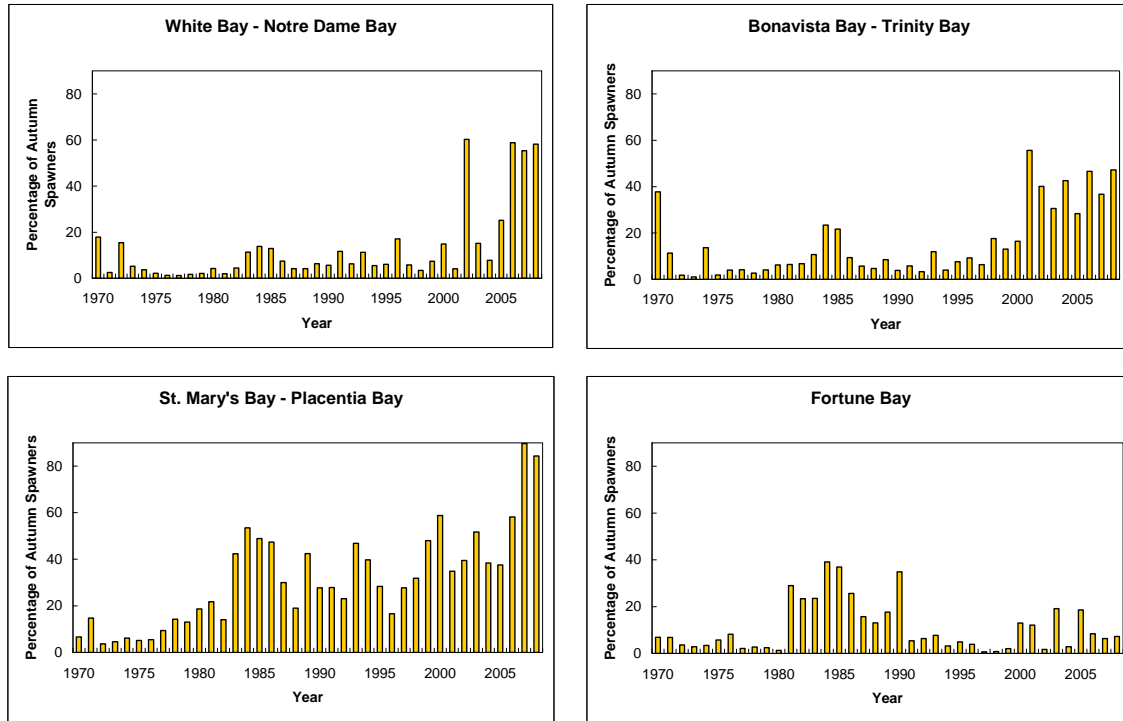 White Bay - Notre Dame Bay
Percentage of Autumn
Spawners
80
60
40
20
0
1970 1975 1980 1985 1990 1995 2000 2005
Year
Bonavista Bay - Trinity Bay
Percentage of Autumn Spawners
80
60
40
20
0
1970 1975 1980 1985 1990 1995 2000 2005
Year
St. Mary's Bay - Placentia Bay
Percentage of Autumn Spawners
80
60
40
20
0
1970 1975 1980 1985 1990 1995 2000 2005
Year
Fortune Bay
Percentage of Autumn Spawners
80
60
40
20
0
1970 1975 1980 1985 1990 1995 2000 2005
Year